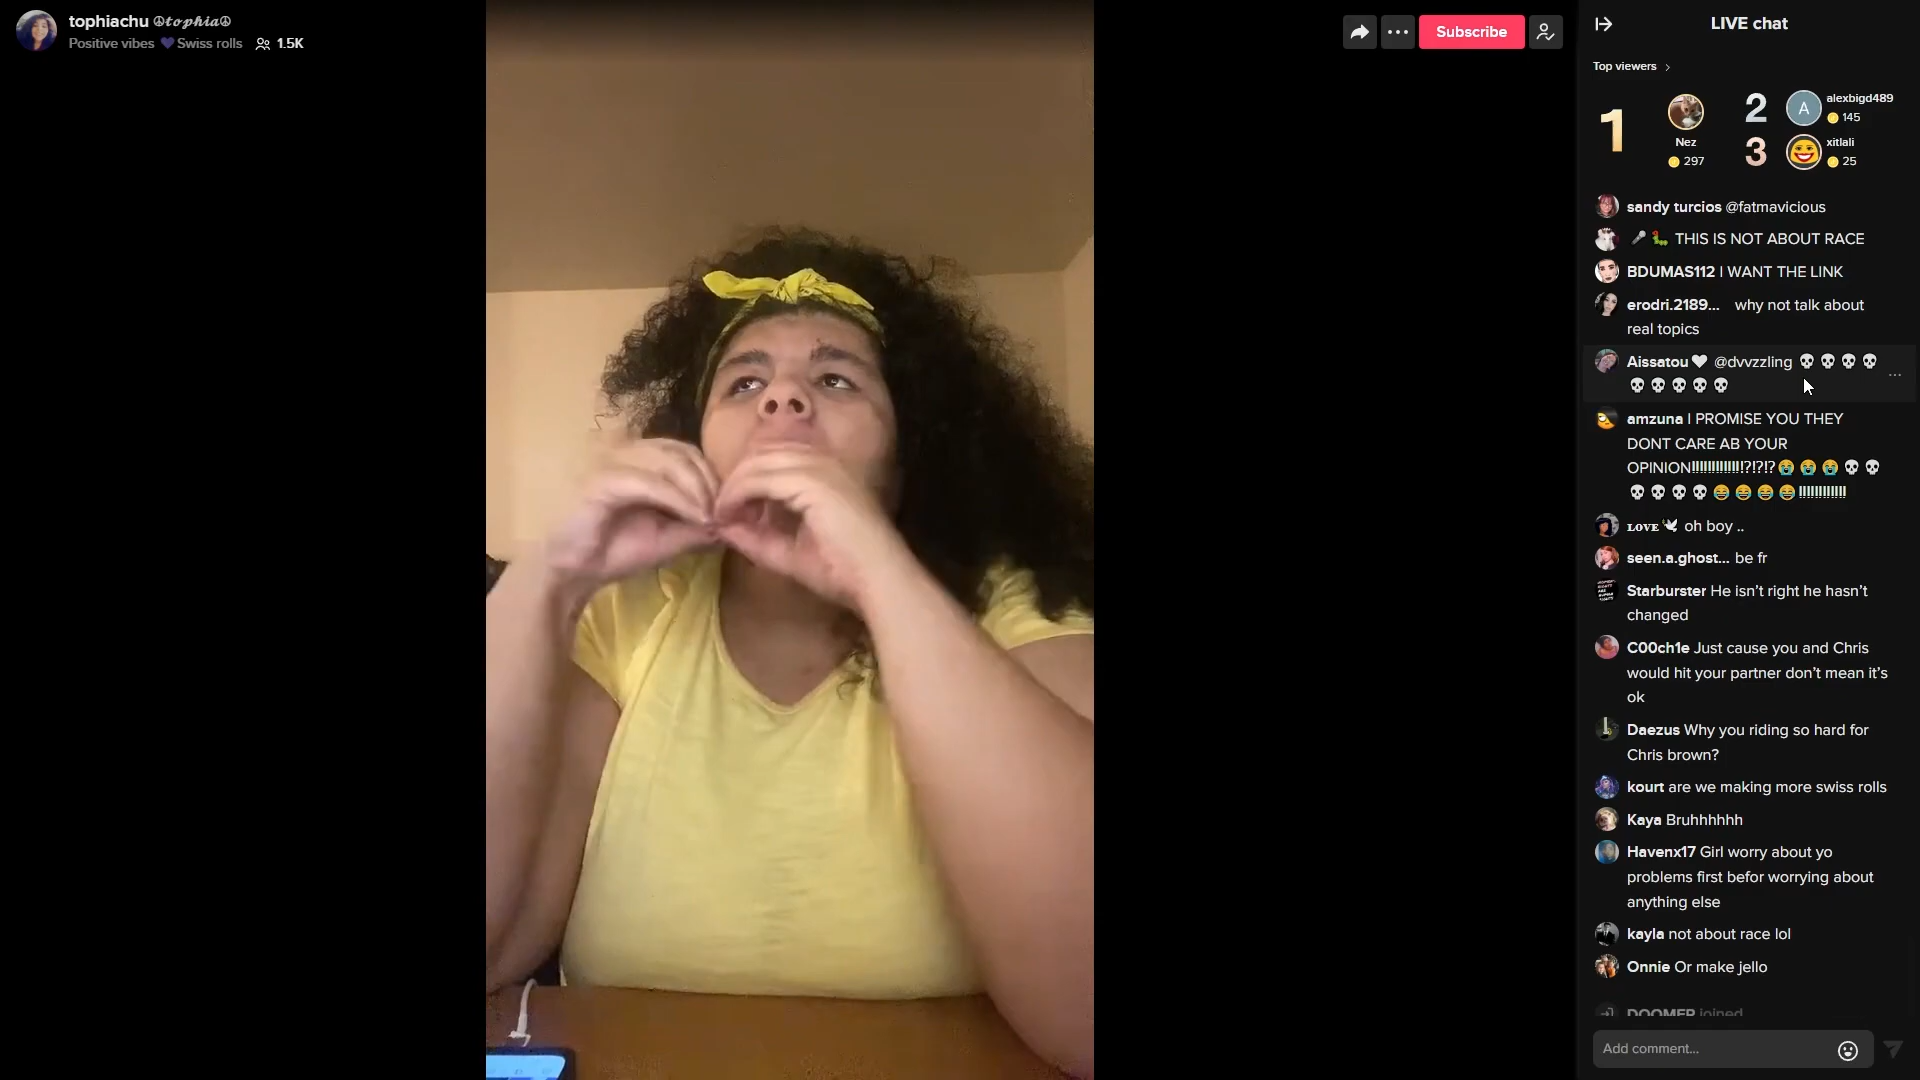 tophiachu ☮𝓽𝓸𝓹𝓱𝓲𝓪☮
Positive vibes 💜Swiss rolls 1.5K
Subscribe
LIVE chat
Top viewers >
1
Nez
297
2
A
alexbigd489
145
3
xitlali
25
sandy turcios @fatmavicious
🎤🐛 THIS IS NOT ABOUT RACE
BDUMAS112 I WANT THE LINK
erodri.2189... why not talk about
real topics
Aissatou🤍 @dvvzzling 💀💀💀💀
💀💀💀💀💀
amzuna I PROMISE YOU THEY
DONT CARE AB YOUR
OPINION!!!!!!!!!!!!!?!?!?😭😭😭💀💀
💀💀💀💀😂😂😂😂!!!!!!!!!!!!
ʟᴏᴠᴇ🕊 oh boy ..
seen.a.ghost... be fr
Starburster He isn’t right he hasn’t
changed
C00ch1e Just cause you and Chris
would hit your partner don’t mean it’s
ok
Daezus Why you riding so hard for
Chris brown?
kourt are we making more swiss rolls
Kaya Bruhhhhhh
Havenx17 Girl worry about yo
problems first befor worrying about
anything else
kayla not about race lol
Onnie Or make jello
DOOMER joined
Add comment...